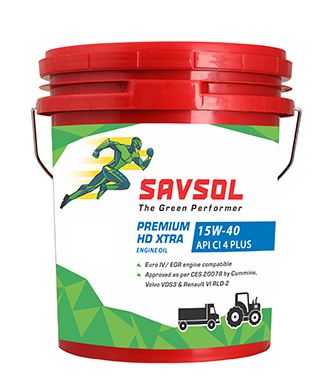 SAVSOL
The Green Performer
PREMIUM
HD XTRA
ENGINE OIL
15W-40
API CI 4 PLUS
Euro IV/ EGR engine compatible
Approved as per CES 20078 by Cummins,
Volvo VDS3 & Renault VI RLD-2